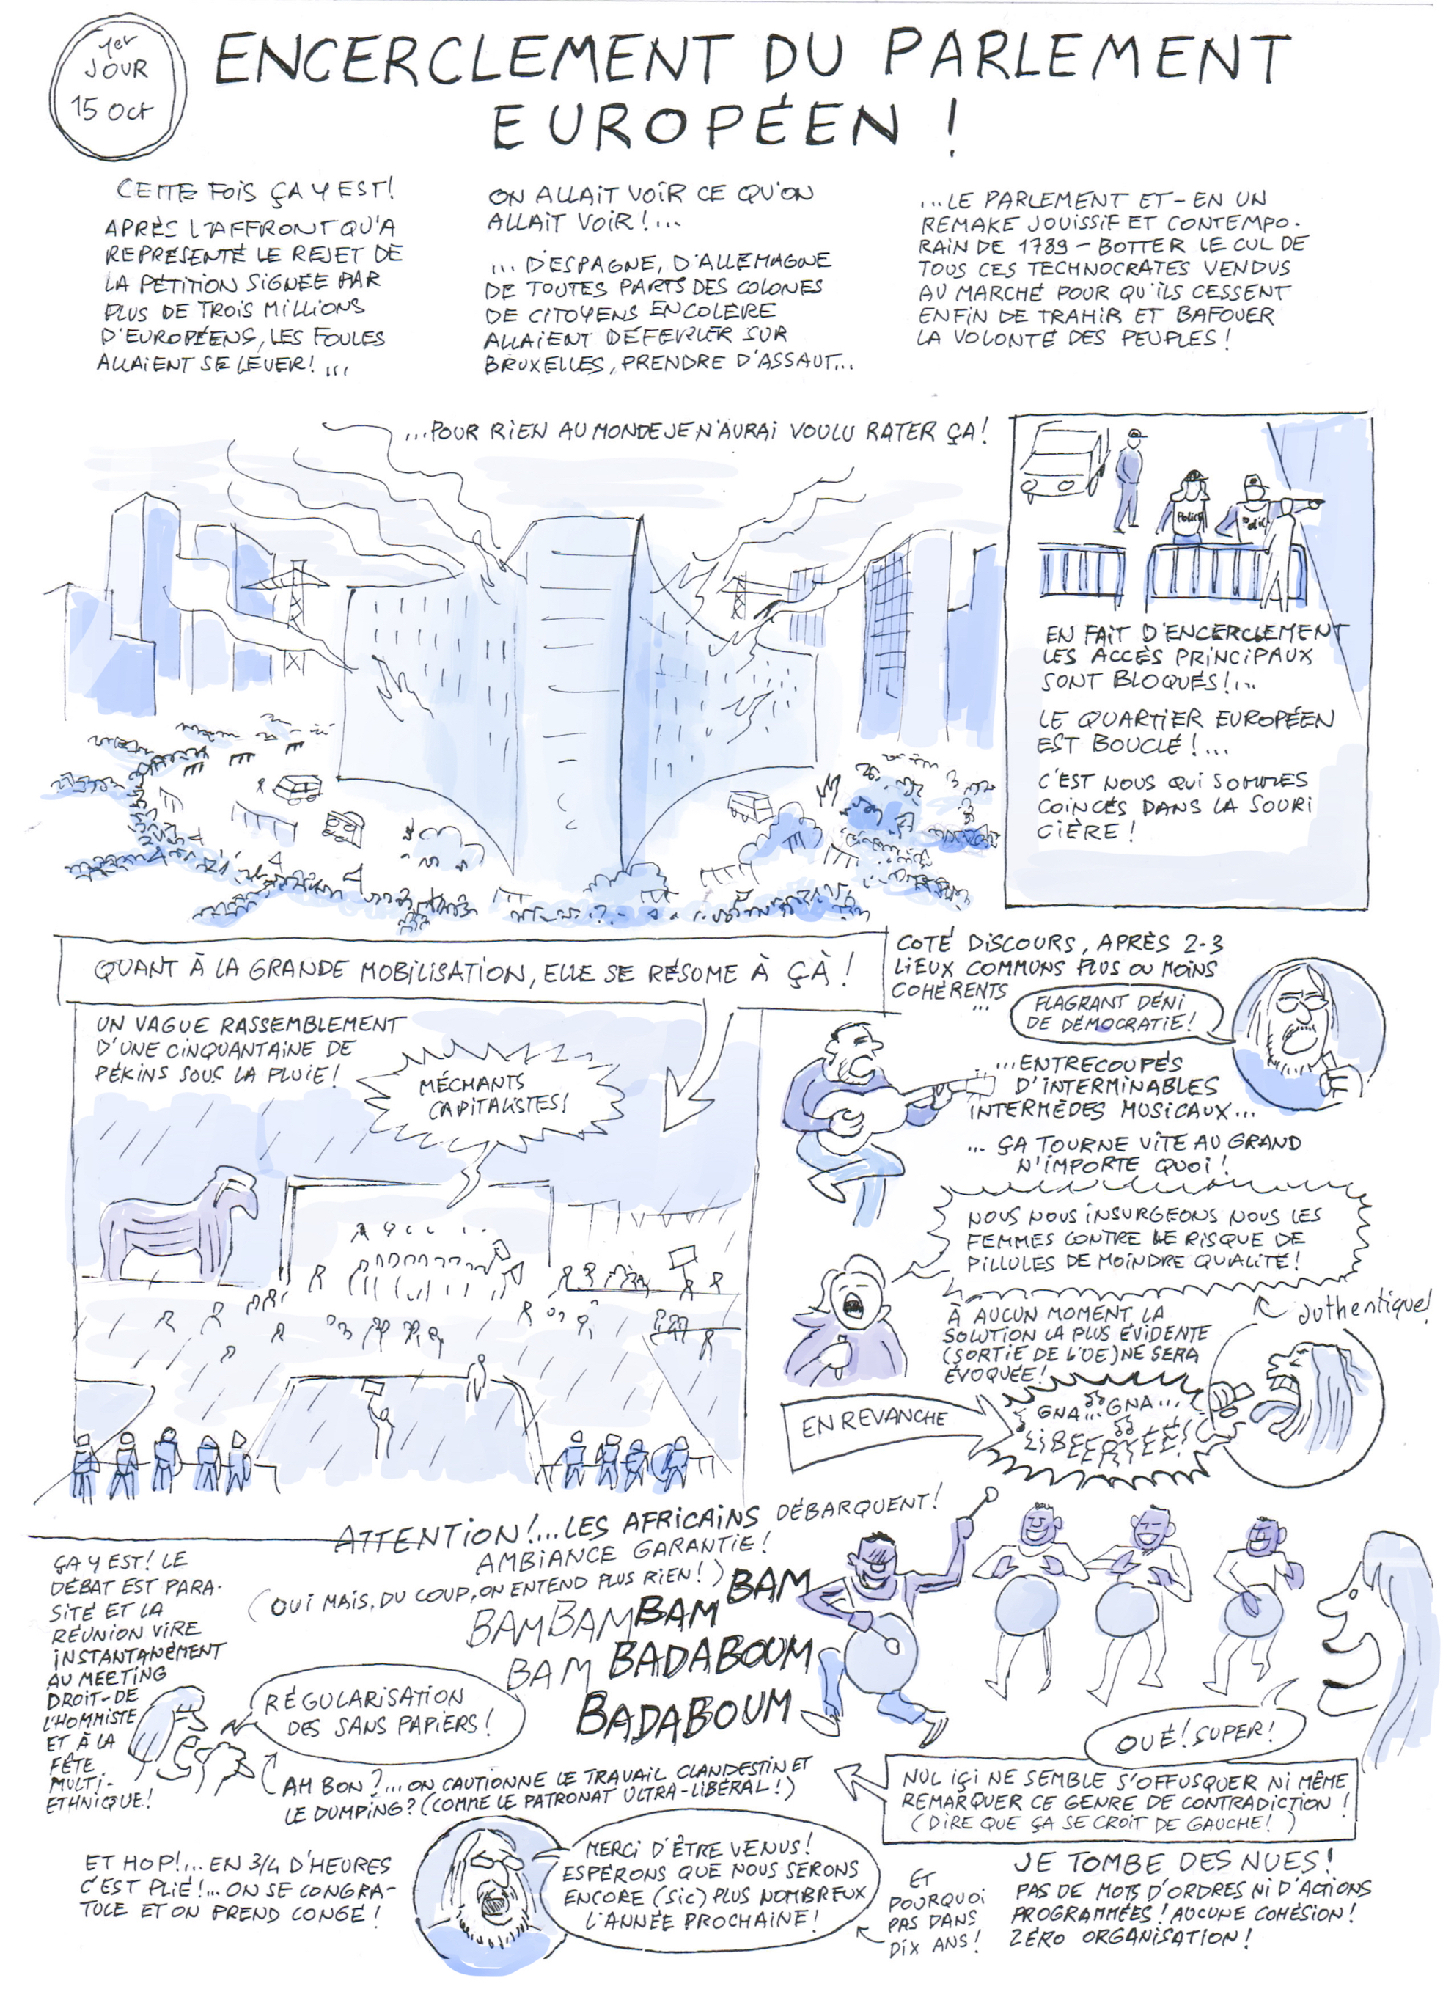 1er
JOUR
15 Oct
ENCERCLEMENT DU PARLEMENT
EUROPÉEN !
CETTE FOIS ÇA Y EST!
APRÈS L'AFFRONT QU'A
REPRÉSENTÉ LE REJET DE
LA PÉTITION SIGNÉE PAR
PLUS DE TROIS MILLIONS
D'EUROPÉENS, LES FOULES
ALLAIENT SE LEVER! ...
ON ALLAIT VOIR CE QU'ON
ALLAIT VOIR!...
... D'ESPAGNE, D'ALLEMAGNE
DE TOUTES PARTS DES COLONES
DE CITOYENS EN COLÈRE
ALLAIENT DÉFERLER SUR
BRUXELLES, PRENDRE D'ASSAUT...
...LE PARLEMENT ET - EN UN
REMAKE JOUISSIF ET CONTEMPO-
RAIN DE 1789 - BOTTER LE CUL DE
TOUS CES TECHNOCRATES VENDUS
AU MARCHÉ POUR QU'ILS CESSENT
ENFIN DE TRAHIR ET BAFOUER
LA VOLONTÉ DES PEUPLES!
...POUR RIEN AU MONDE JE N'AURAI VOULU RATER ÇA!
POLICE
POLIC
EN FAIT D'ENCERCLEMENT
LES ACCÈS PRINCIPAUX
SONT BLOQUÉS!...
LE QUARTIER EUROPÉEN
EST BOUCLÉ!...
C'EST NOUS QUI SOMMES
COINCÉS DANS LA SOURI
CIÈRE!
QUANT À LA GRANDE MOBILISATION, ELLE SE RÉSUME À ÇÀ!
UN VAGUE RASSEMBLEMENT
D'UNE CINQUANTAINE DE
PÉKINS SOUS LA PLUIE!
MÉCHANTS
CAPITALISTES!
COTÉ DISCOURS, APRÈS 2-3
LIEUX COMMUNS PLUS OU MOINS
COHÉRENTS
...
FLAGRANT DÉNI
DE DÉMOCRATIE!
...ENTRECOUPÉS
D'INTERMINABLES
INTERMÈDES MUSICAUX...
... ÇA TOURNE VITE AU GRAND
N'IMPORTE QUOI!
NOUS NOUS INSURGEONS NOUS LES
FEMMES CONTRE LE RISQUE DE
PILLULES DE MOINDRE QUALITÉ!
authentique!
À AUCUN MOMENT LA
SOLUTION LA PLUS ÉVIDENTE
(SORTIE DE L'UE) NE SERA
ÉVOQUÉE!
EN REVANCHE
GNA...GNA...
LIBEERTÉÉ!
ATTENTION!...LES AFRICAINS DÉBARQUENT!
AMBIANCE GARANTIE!
(OUI MAIS, DU COUP, ON ENTEND PLUS RIEN!)
BAM BAM BAM BAM
BAM BADABOUM
BADABOUM
ÇA Y EST! LE
DÉBAT EST PARA-
SITÉ ET LA
RÉUNION VIRE
INSTANTANÉMENT
AU MEETING
DROIT-DE
L'HOMMISTE
ET À LA
FÊTE
MULTI-
ETHNIQUE!
RÉGULARISATION
DES SANS PAPIERS!
AH BON?...ON CAUTIONNE LE TRAVAIL CLANDESTIN ET
LE DUMPING? (COMME LE PATRONAT ULTRA-LIBÉRAL!)
OUÉ! SUPER!
NUL IÇI NE SEMBLE S'OFFUSQUER NI MÊME
REMARQUER CE GENRE DE CONTRADICTION!
(DIRE QUE ÇA SE CROIT DE GAUCHE!)
ET HOP!...EN 3/4 D'HEURES
C'EST PLIÉ!...ON SE CONGRA-
TULE ET ON PREND CONGÉ!
MERCI D'ÊTRE VENUS!
ESPÉRONS QUE NOUS SERONS
ENCORE (SIC) PLUS NOMBREUX
L'ANNÉE PROCHAINE!
ET
POURQUOI
PAS DANS
DIX ANS!
JE TOMBE DES NUES!
PAS DE MOTS D'ORDRES NI D'ACTIONS
PROGRAMMÉES! AUCUNE COHÉSION!
ZÉRO ORGANISATION!